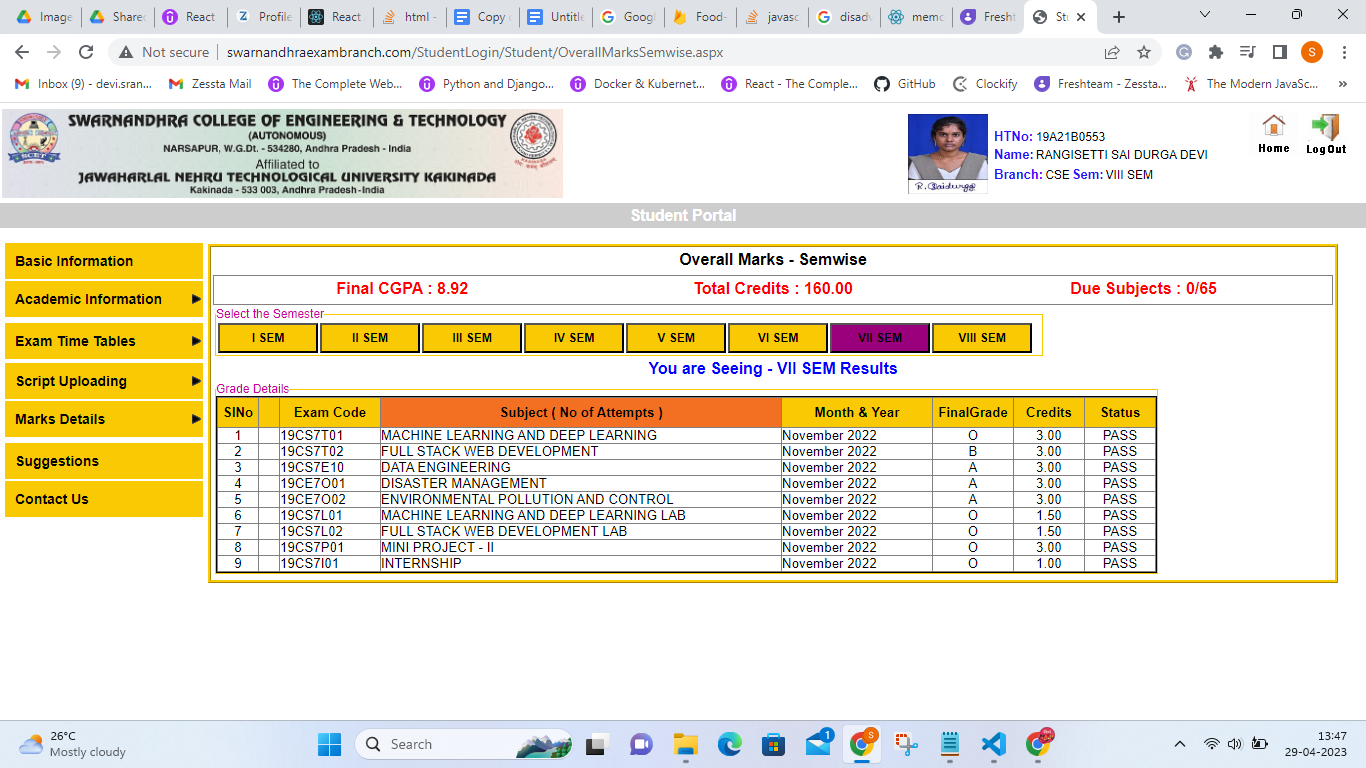 Image
Share
React
Profile
React
html -
Copy
Untitle
Goog
Food-
javasc
disad
memo
Fresht
St
Not secure
swarnandhraexambranch.com/StudentLogin/Student/OverallMarksSemwise.aspx
S
Inbox (9) - devi.sran...
Zessta Mail
The Complete Web...
Python and Django...
Docker & Kubernet...
React - The Comple...
GitHub
Clockify
Freshteam - Zessta...
The Modern JavaSc...
SWARNANDHRA COLLEGE OF ENGINEERING & TECHNOLOGY
(AUTONOMOUS)
NARSAPUR, W.G.Dt. - 534280, Andhra Pradesh - India
Affiliated to
JAWAHARLAL NEHRU TECHNOLOGICAL UNIVERSITY KAKINADA
Kakinada - 533 003, Andhra Pradesh-India
SCET
R.Saidurga
HTNo: 19A21B0553
Name: RANGISETTI SAI DURGA DEVI
Branch: CSE Sem: VIII SEM
Home
LogOut
Student Portal
Basic Information
Academic Information
Exam Time Tables
Script Uploading
Marks Details
Suggestions
Contact Us
Overall Marks - Semwise
Final CGPA : 8.92 Total Credits : 160.00 Due Subjects : 0/65
Select the Semester
I SEM II SEM III SEM IV SEM V SEM VI SEM VII SEM VIII SEM
You are Seeing - VII SEM Results
Grade Details
SlNo Exam Code Subject ( No of Attempts ) Month & Year FinalGrade Credits Status
1 19CS7T01 MACHINE LEARNING AND DEEP LEARNING November 2022 O 3.00 PASS
2 19CS7T02 FULL STACK WEB DEVELOPMENT November 2022 B 3.00 PASS
3 19CS7E10 DATA ENGINEERING November 2022 A 3.00 PASS
4 19CE7O01 DISASTER MANAGEMENT November 2022 A 3.00 PASS
5 19CE7O02 ENVIRONMENTAL POLLUTION AND CONTROL November 2022 A 3.00 PASS
6 19CS7L01 MACHINE LEARNING AND DEEP LEARNING LAB November 2022 O 1.50 PASS
7 19CS7L02 FULL STACK WEB DEVELOPMENT LAB November 2022 O 1.50 PASS
8 19CS7P01 MINI PROJECT - II November 2022 O 3.00 PASS
9 19CS7I01 INTERNSHIP November 2022 O 1.00 PASS
26°C
Mostly cloudy
Search
1
S
13:47
29-04-2023